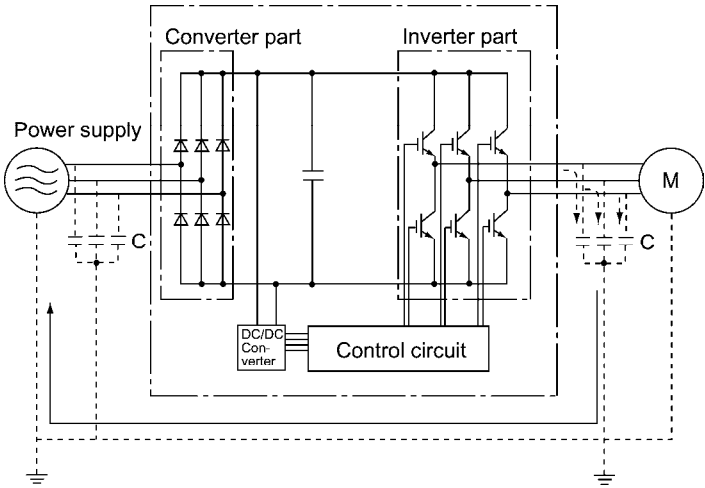 Converter part
Inverter part
Power supply
M
C
C
DC/DC
Con-
verter
Control circuit